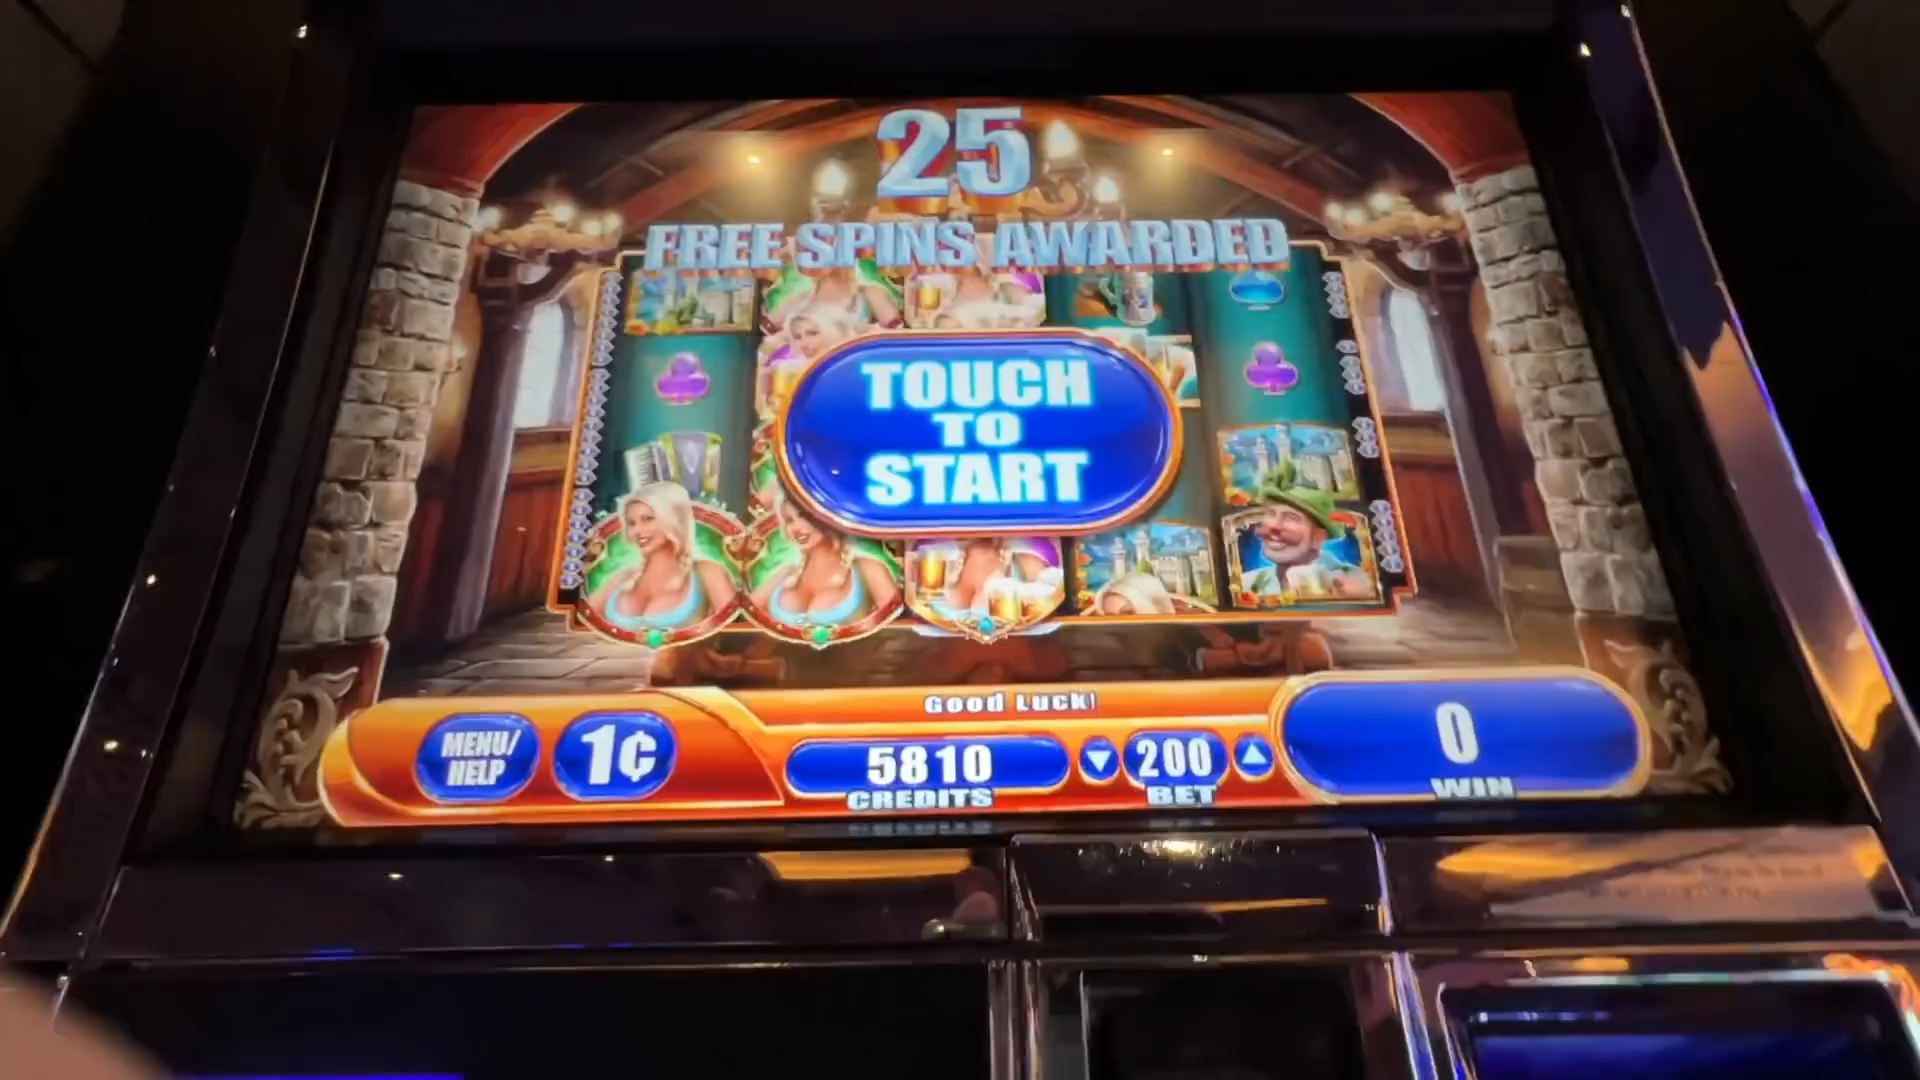 25
FREE SPINS AWARDED
TOUCH
TO
START
Good Luck!
MENU/
HELP
1¢
5810
CREDITS
200
BET
0
WIN